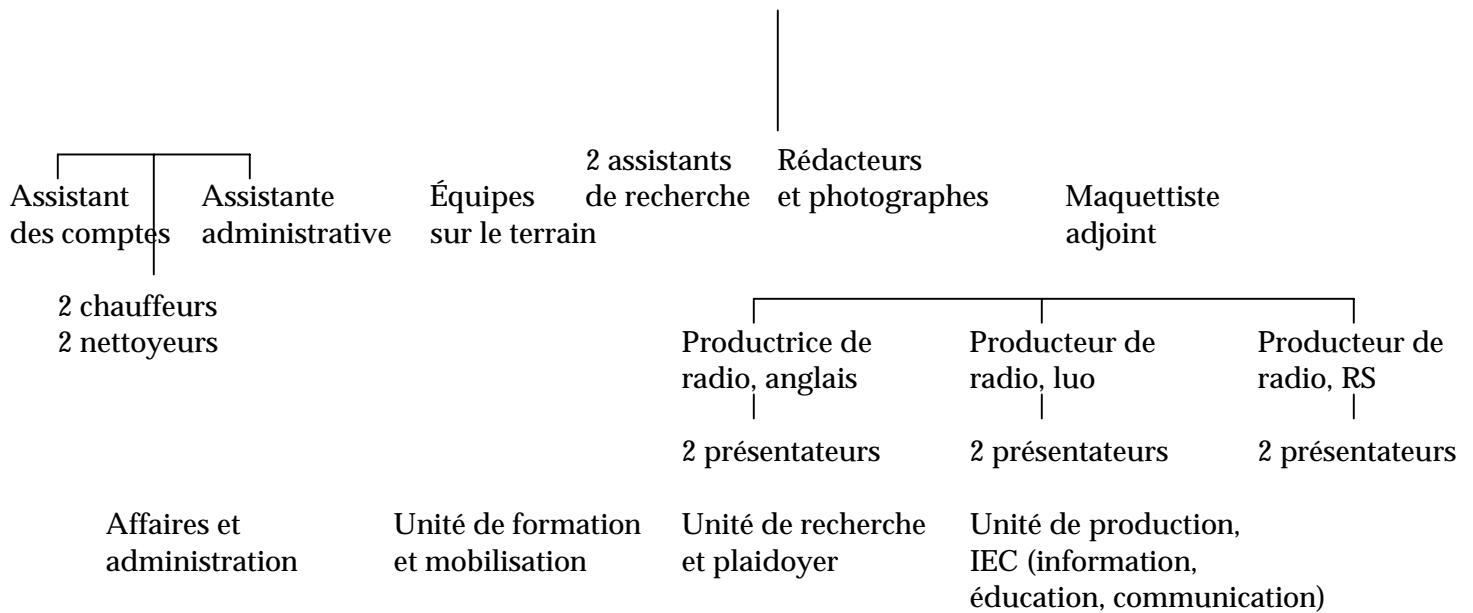 Assistant
des comptes
Assistante
administrative
Équipes
sur le terrain
2 assistants
de recherche
Rédacteurs
et photographes
Maquettiste
adjoint
2 chauffeurs
2 nettoyeurs
Productrice de
radio, anglais
Producteur de
radio, luo
Producteur de
radio, RS
2 présentateurs
2 présentateurs
2 présentateurs
Affaires et
administration
Unité de formation
et mobilisation
Unité de recherche
et plaidoyer
Unité de production,
IEC (information,
éducation, communication)